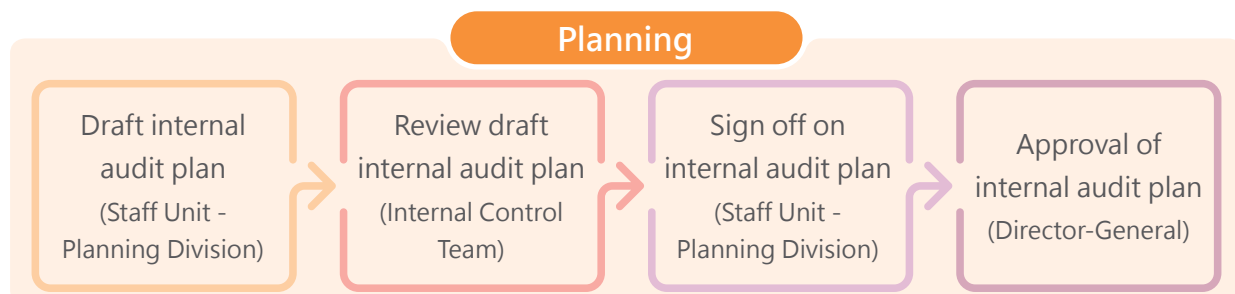 Planning
Draft internal
audit plan
(Staff Unit -
Planning Division)
Review draft
internal audit plan
(Internal Control
Team)
Sign off on
internal audit plan
(Staff Unit -
Planning Division)
Approval of
internal audit plan
(Director-General)